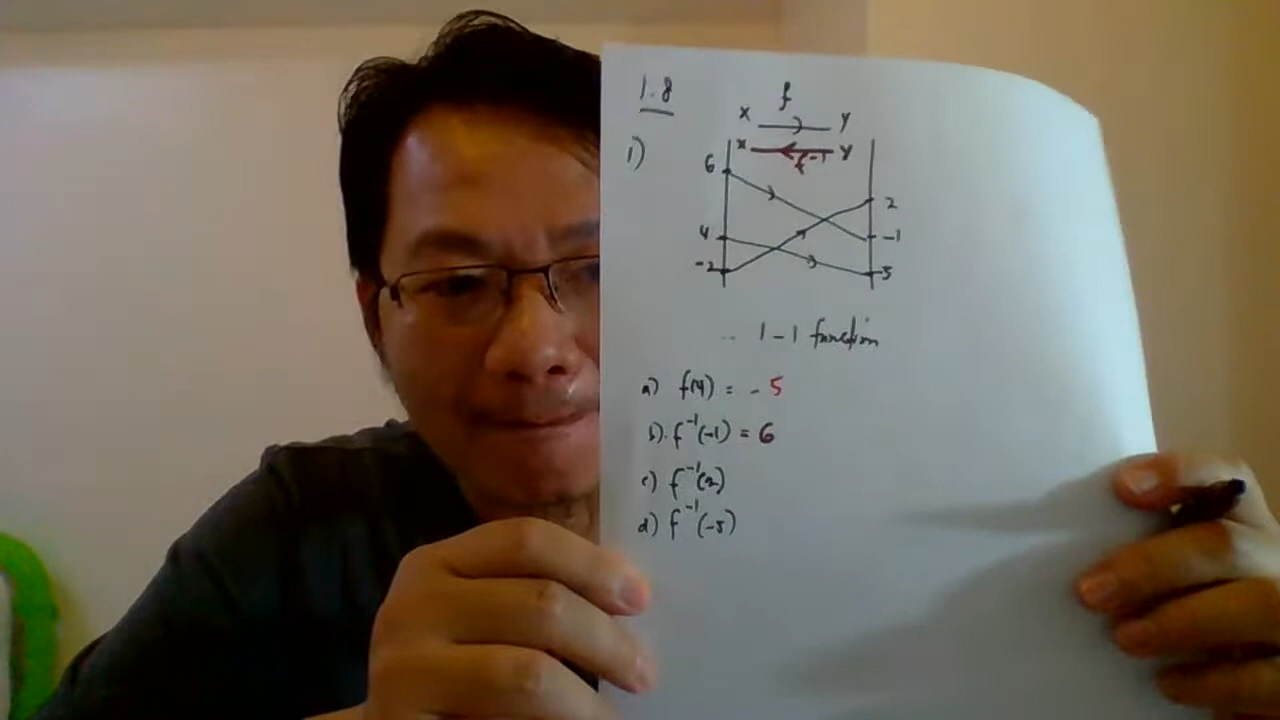 1.8
f
x y
1) x f⁻¹ y
6
2
4 -1
-2 -5
1-1 function
a) f(4) = -5
b). f⁻¹(-1) = 6
c) f⁻¹(2)
d) f⁻¹(-5)